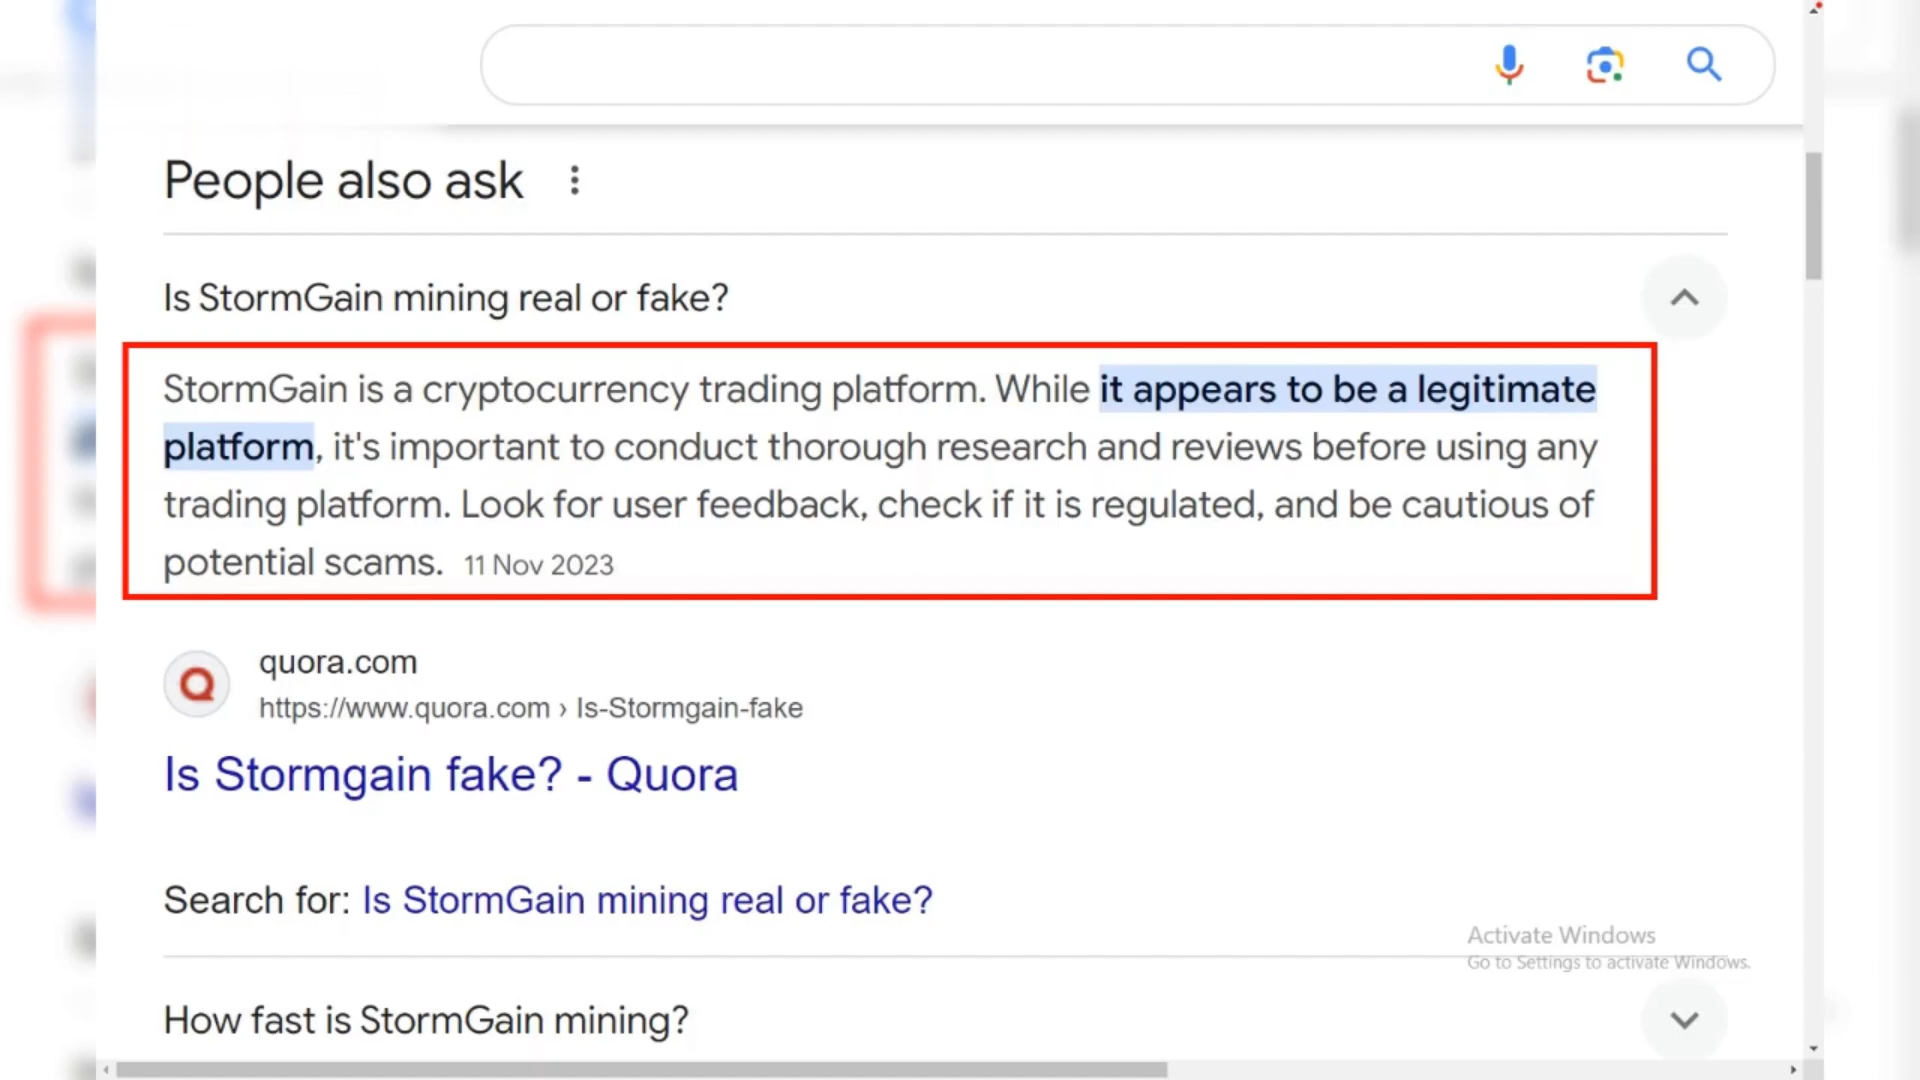 People also ask
Is StormGain mining real or fake?
StormGain is a cryptocurrency trading platform. While it appears to be a legitimate
platform, it's important to conduct thorough research and reviews before using any
trading platform. Look for user feedback, check if it is regulated, and be cautious of
potential scams. 11 Nov 2023
quora.com
https://www.quora.com › Is-Stormgain-fake
Is Stormgain fake? - Quora
Search for: Is StormGain mining real or fake?
Activate Windows
Go to Settings to activate Windows.
How fast is StormGain mining?